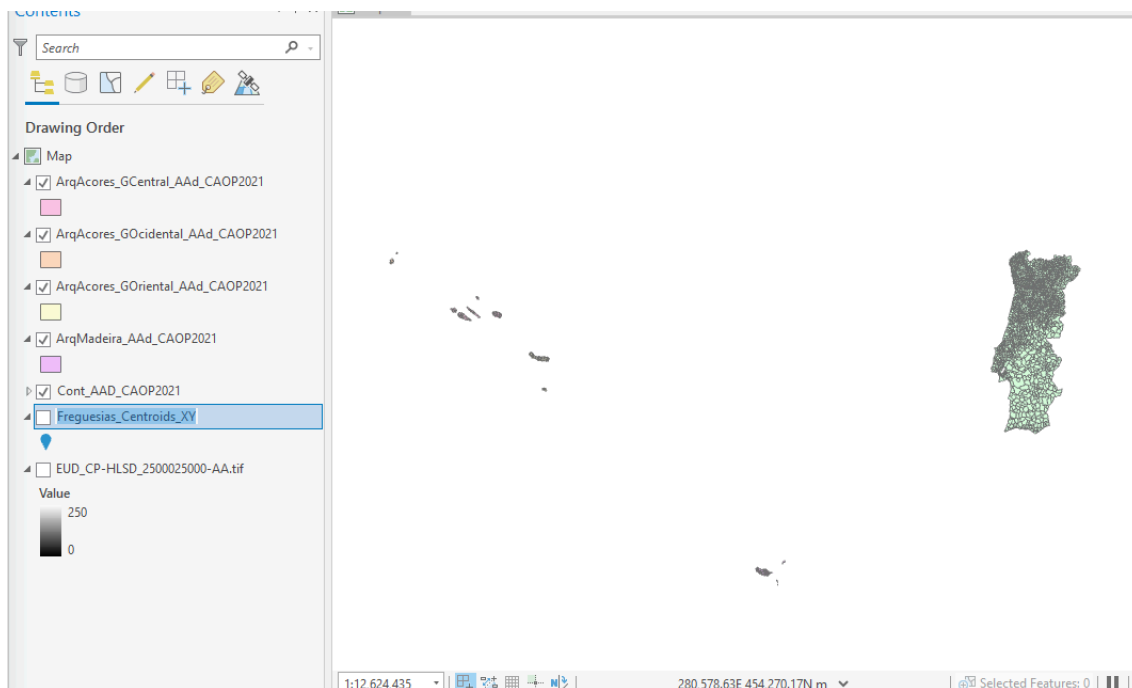 Contents
Search
Drawing Order
Map
ArqAcores_GCentral_AAd_CAOP2021
ArqAcores_GOcidental_AAd_CAOP2021
ArqAcores_GOriental_AAd_CAOP2021
ArqMadeira_AAd_CAOP2021
Cont_AAD_CAOP2021
Freguesias_Centroids_XY
EUD_CP-HLSD_2500025000-AA.tif
Value
250
0
1:12 624 435
280 578,63E 454 270,17N m
Selected Features: 0